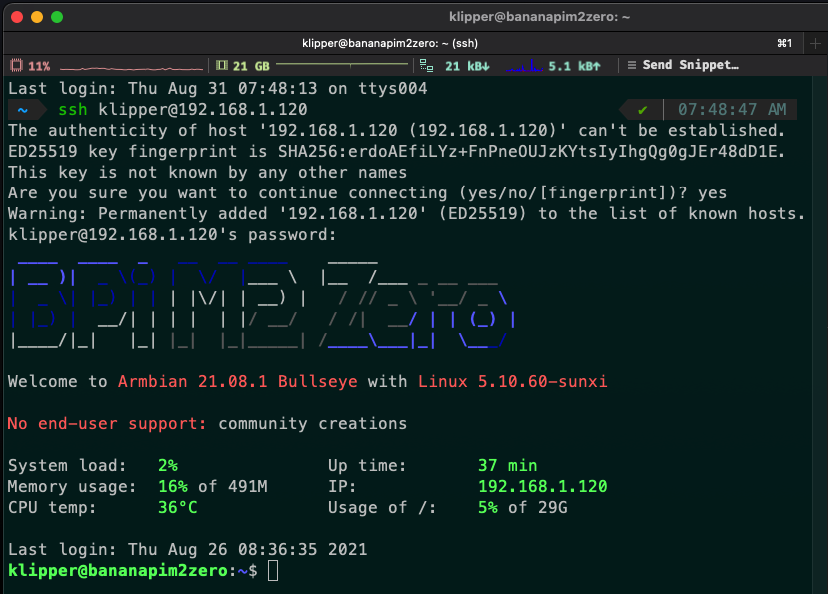 klipper@bananapim2zero: ~
klipper@bananapim2zero: ~ (ssh) ⌘1
11% 21 GB 21 kB↓ 5.1 kB↑ Send Snippet…
Last login: Thu Aug 31 07:48:13 on ttys004
~ ssh klipper@192.168.1.120 ✔ 07:48:47 AM
The authenticity of host '192.168.1.120 (192.168.1.120)' can't be established.
ED25519 key fingerprint is SHA256:erdoAEfiLYz+FnPneOUJzKYtsIyIhgQg0gJEr48dD1E.
This key is not known by any other names
Are you sure you want to continue connecting (yes/no/[fingerprint])? yes
Warning: Permanently added '192.168.1.120' (ED25519) to the list of known hosts.
klipper@192.168.1.120's password:
BPI M2 Zero
Welcome to Armbian 21.08.1 Bullseye with Linux 5.10.60-sunxi
No end-user support: community creations
System load: 2% Up time: 37 min
Memory usage: 16% of 491M IP: 192.168.1.120
CPU temp: 36°C Usage of /: 5% of 29G
Last login: Thu Aug 26 08:36:35 2021
klipper@bananapim2zero:~$